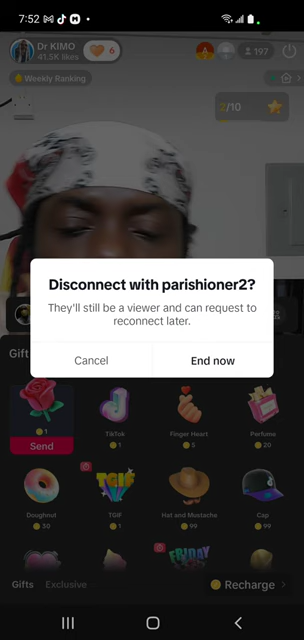 7:52
Dr KIMO
41.5K likes
6
197
Weekly Ranking
2/10
Disconnect with parishioner2?
They'll still be a viewer and can request to
reconnect later.
Cancel
End now
Gift
1
Send
TikTok
1
Finger Heart
5
Perfume
20
Doughnut
30
TGIF
TGIF
1
Hat and Mustache
99
Cap
99
FRIDAY
Gifts
Exclusive
Recharge